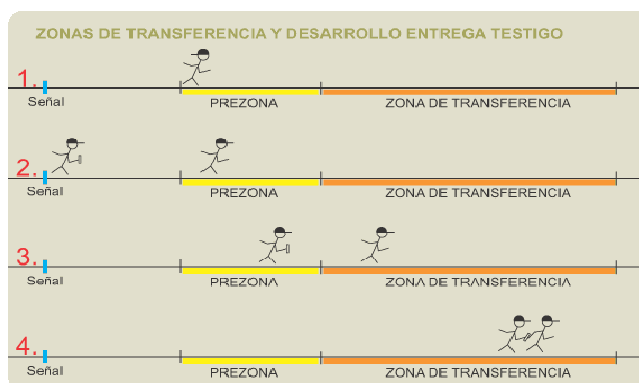 ZONAS DE TRANSFERENCIA Y DESARROLLO ENTREGA TESTIGO
1.
Señal PREZONA ZONA DE TRANSFERENCIA
2.
Señal PREZONA ZONA DE TRANSFERENCIA
3.
Señal PREZONA ZONA DE TRANSFERENCIA
4.
Señal PREZONA ZONA DE TRANSFERENCIA